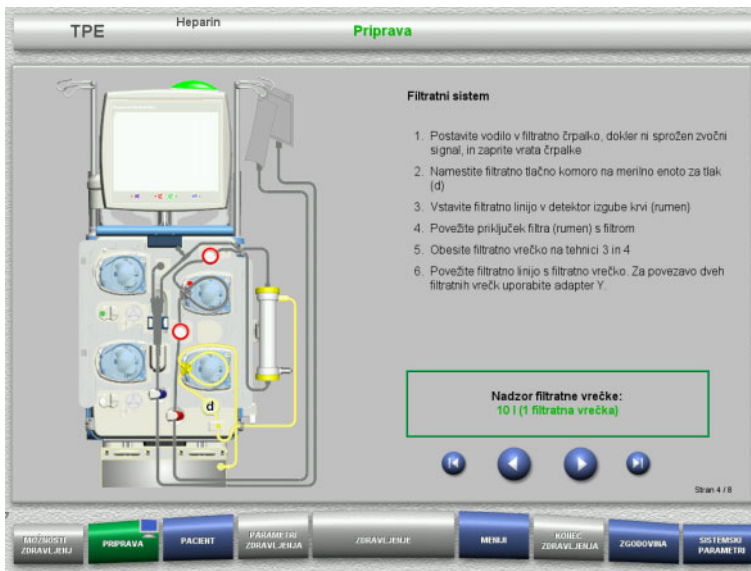 TPE
Heparin
Priprava
Filtratni sistem
1. Postavite vodilo v filtratno črpalko, dokler ni sprožen zvočni
signal, in zaprite vrata črpalke
2. Namestite filtratno tlačno komoro na merilno enoto za tlak
(d)
3. Vstavite filtratno linijo v detektor izgube krvi (rumen)
4. Povežite priključek filtra (rumen) s filtrom
5. Obesite filtratno vrečko na tehnici 3 in 4
6. Povežite filtratno linijo s filtratno vrečko. Za povezavo dveh
filtratnih vrečk uporabite adapter Y.
d
Nadzor filtratne vrečke:
10 l (1 filtratna vrečka)
Stran 4 / 8
MOŽNOSTI
ZDRAVLJENJ
PRIPRAVA
PACIENT
PARAMETRI
ZDRAVLJENJA
ZDRAVLJENJE
MENIJI
KONEC
ZDRAVLJENJA
ZGODOVINA
SISTEMSKI
PARAMETRI